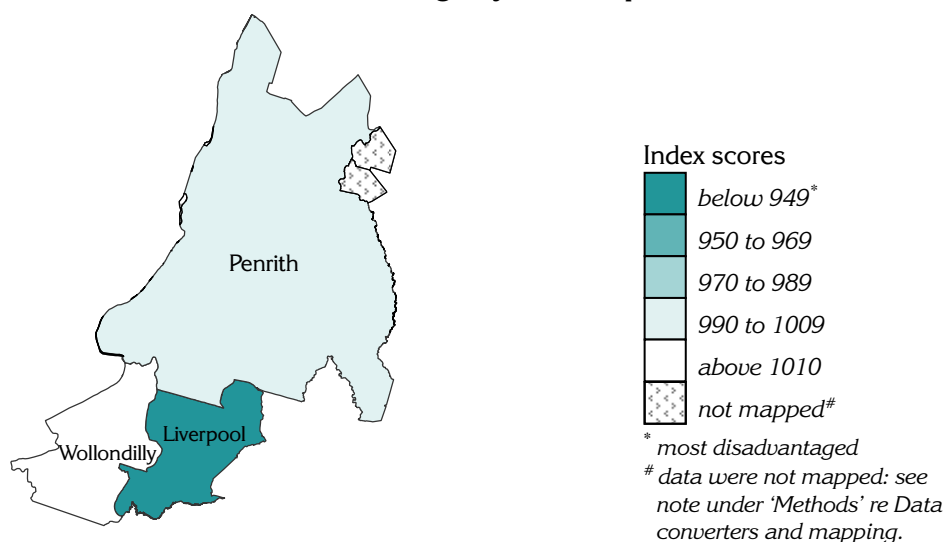 Penrith
Liverpool
Wollondilly
Index scores
below 949*
950 to 969
970 to 989
990 to 1009
above 1010
not mapped#
* most disadvantaged
# data were not mapped: see
note under ‘Methods’ re Data
converters and mapping.